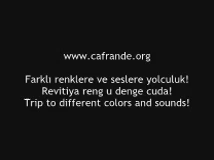 www.cafrande.org
Farklı renklere ve seslere yolculuk!
Revitiya reng u denge cuda!
Trip to different colors and sounds!